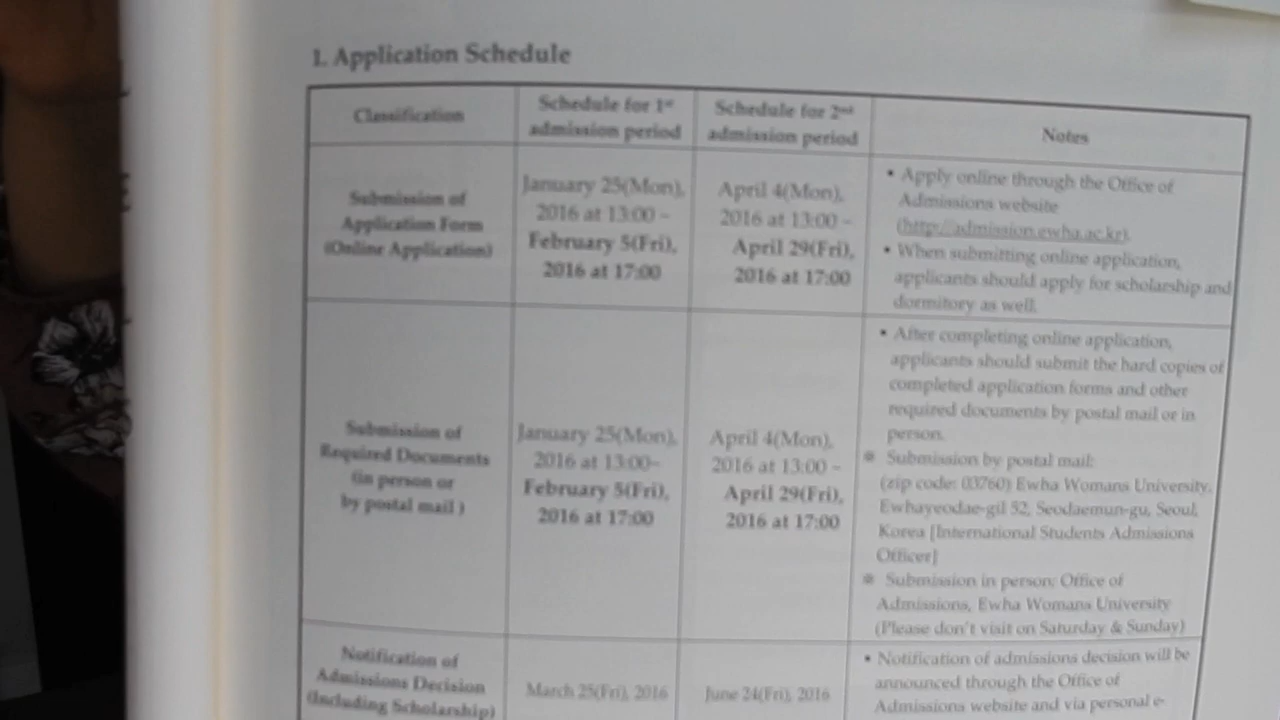 1. Application Schedule
Classification
Schedule for 1st
admission period
Schedule for 2nd
admission period
Notes
Submission of
Application Form
(Online Application)
January 25(Mon),
2016 at 13:00 –
February 5(Fri),
2016 at 17:00
April 4(Mon),
2016 at 13:00 –
April 29(Fri),
2016 at 17:00
• Apply online through the Office of
Admissions website
(http://admission.ewha.ac.kr).
• When submitting online application,
applicants should apply for scholarship and
dormitory as well.
Submission of
Required Documents
(in person or
by postal mail )
January 25(Mon),
2016 at 13:00–
February 5(Fri),
2016 at 17:00
April 4(Mon),
2016 at 13:00 –
April 29(Fri),
2016 at 17:00
• After completing online application,
applicants should submit the hard copies of
completed application forms and other
required documents by postal mail or in
person.
※ Submission by postal mail:
(zip code: 03760) Ewha Womans University,
Ewhayeodae-gil 52, Seodaemun-gu, Seoul,
Korea [International Students Admissions
Officer]
※ Submission in person: Office of
Admissions, Ewha Womans University
(Please don't visit on Saturday & Sunday)
Notification of
Admissions Decision
(Including Scholarship)
March 25(Fri), 2016
June 24(Fri), 2016
• Notification of admissions decision will be
announced through the Office of
Admissions website and via personal e-